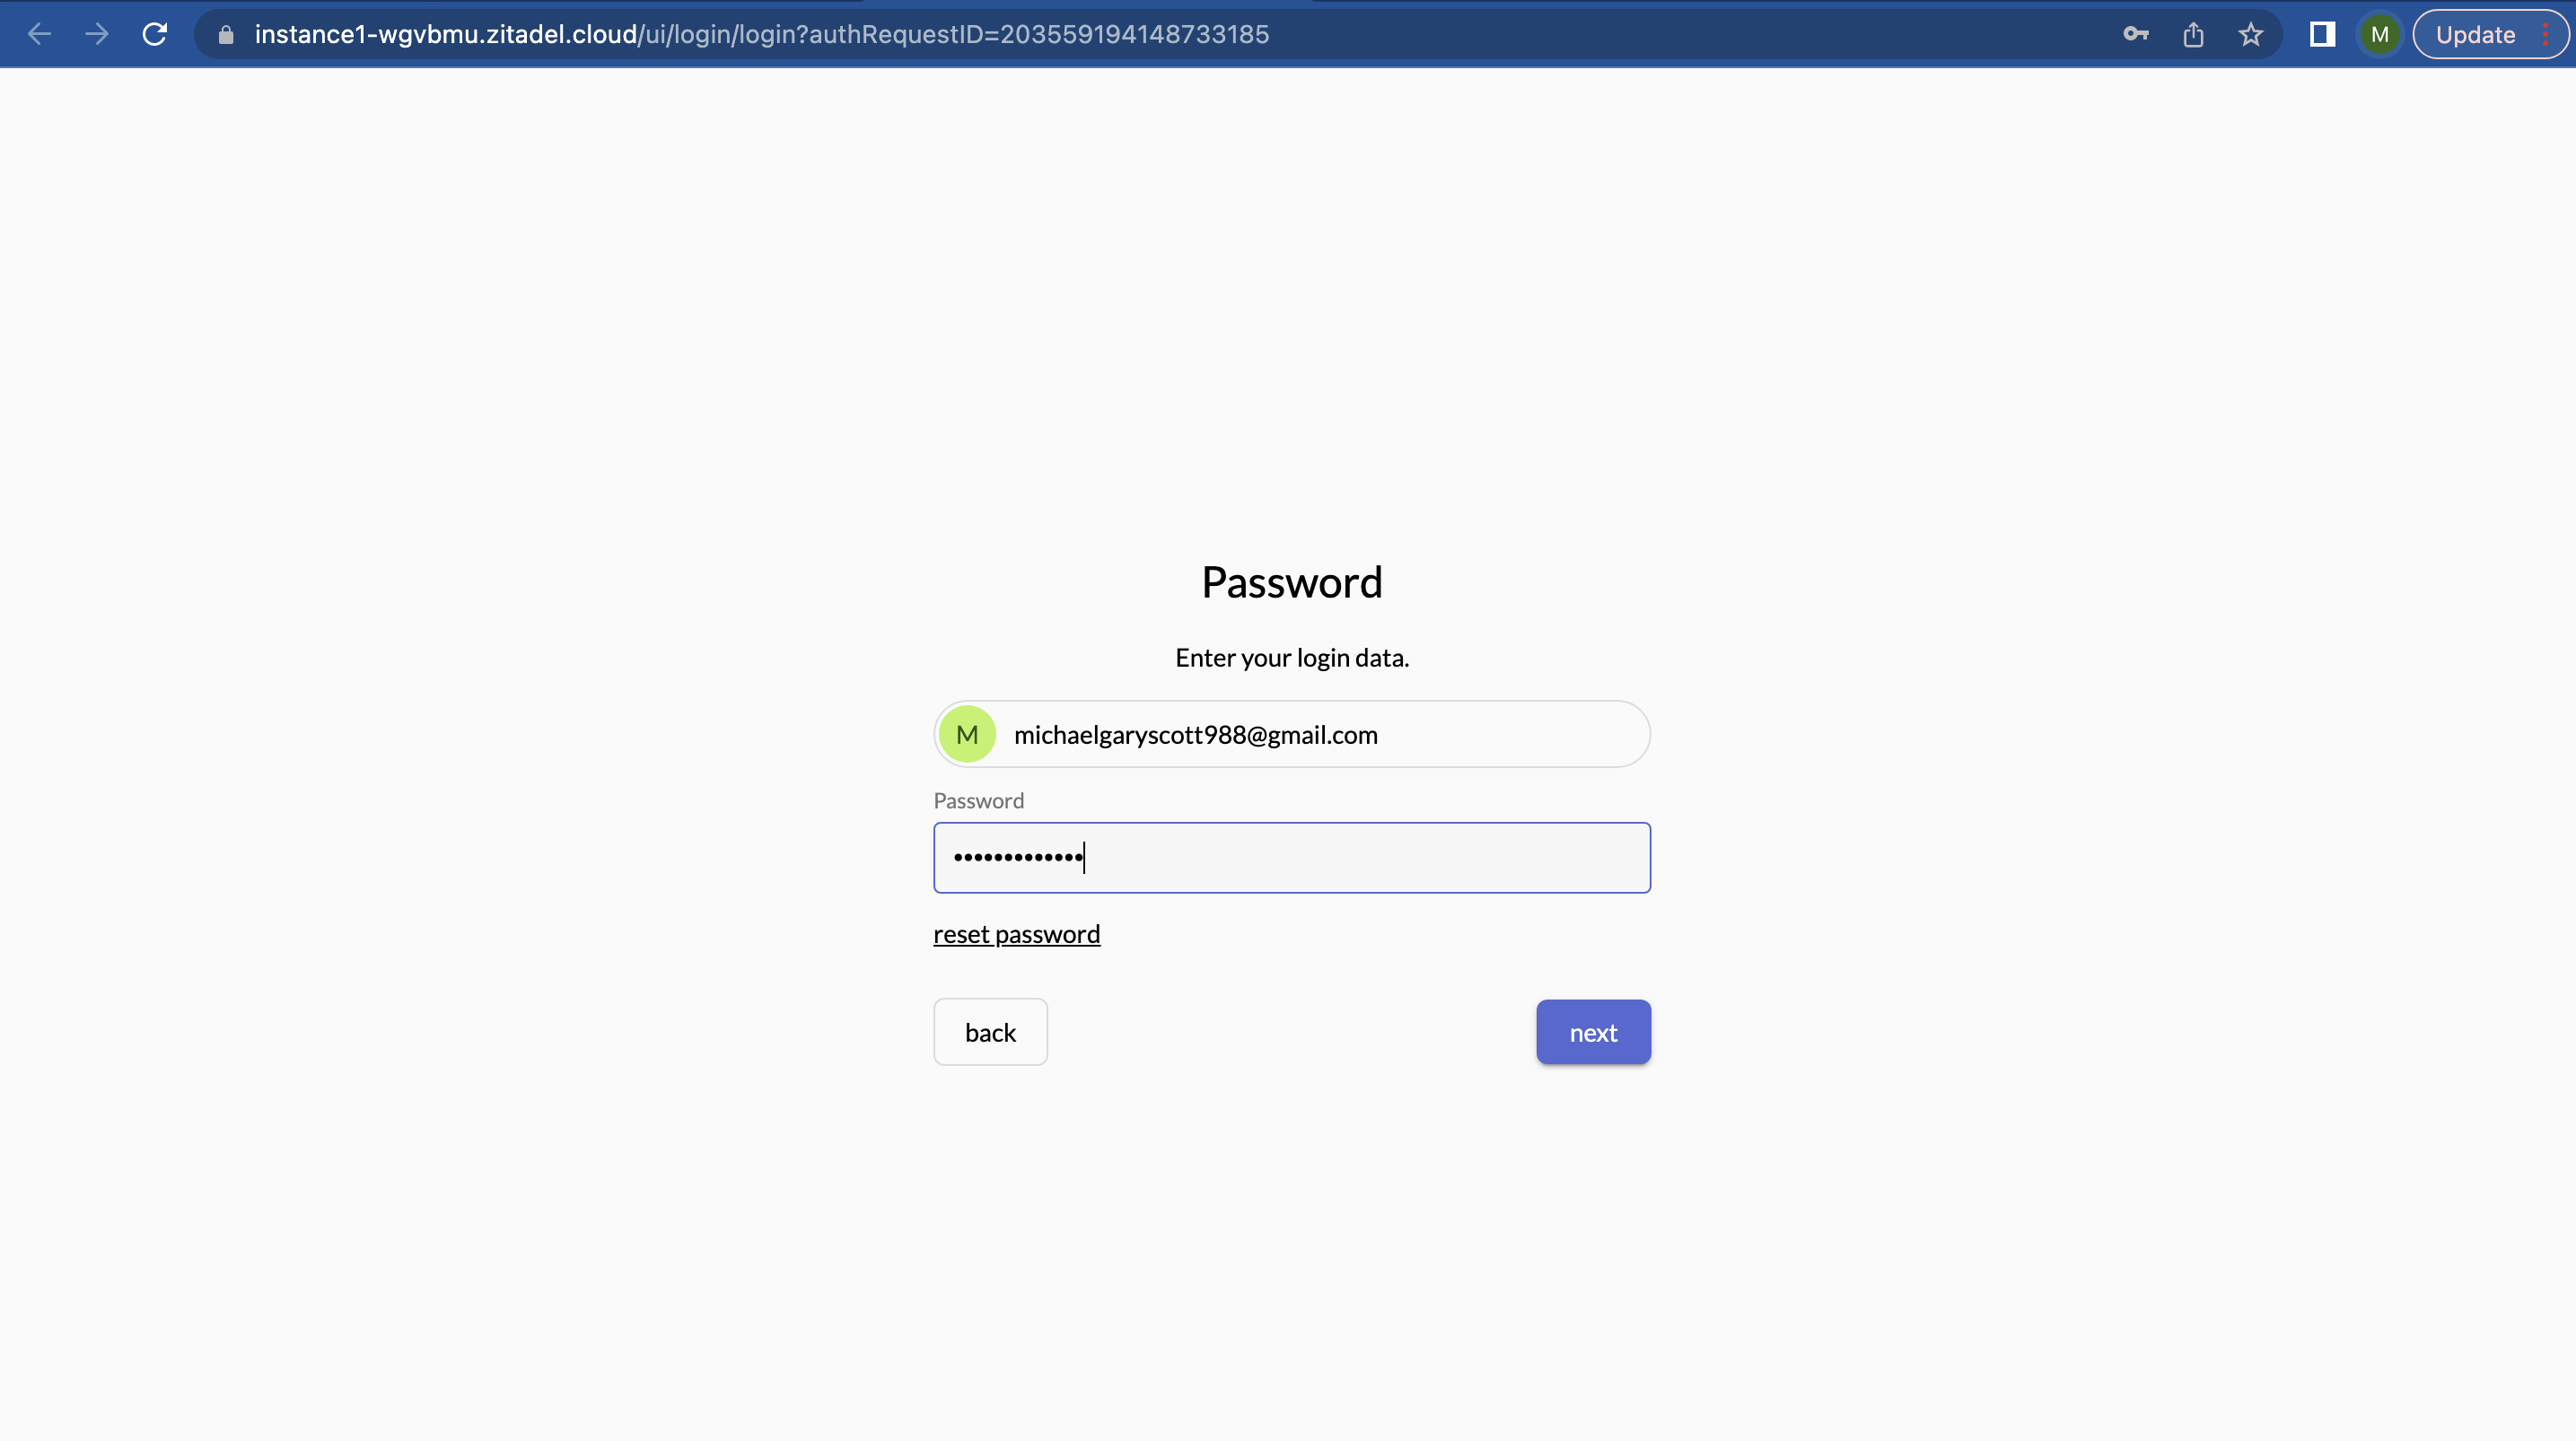 instance1-wgvbmu.zitadel.cloud/ui/login/login?authRequestID=203559194148733185
M
Update
Password
Enter your login data.
M michaelgaryscott988@gmail.com
Password
•••••••••••••
reset password
back
next